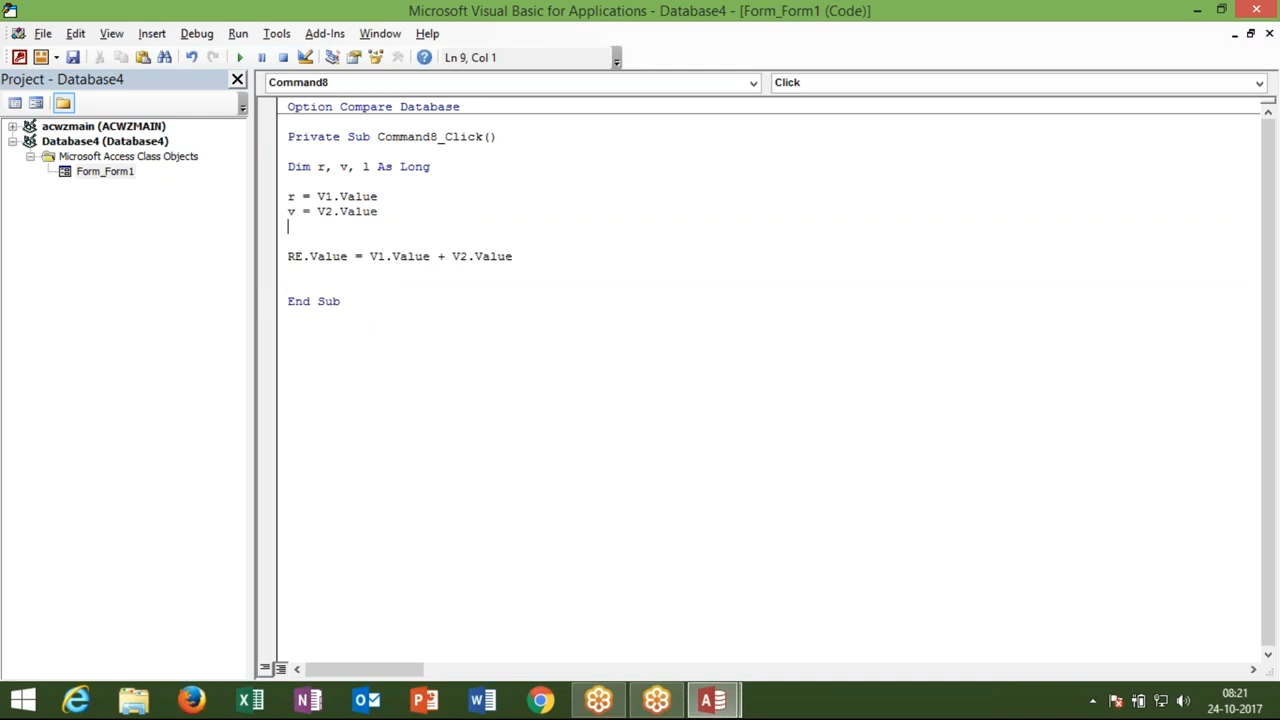 Microsoft Visual Basic for Applications - Database4 - [Form_Form1 (Code)]
File Edit View Insert Debug Run Tools Add-Ins Window Help
Ln 9, Col 1
Project - Database4
Command8
Click
acwzmain (ACWZMAIN)
Database4 (Database4)
Microsoft Access Class Objects
Form_Form1
Option Compare Database
Private Sub Command8_Click()
Dim r, v, l As Long
r = V1.Value
v = V2.Value
RE.Value = V1.Value + V2.Value
End Sub
08:21
24-10-2017